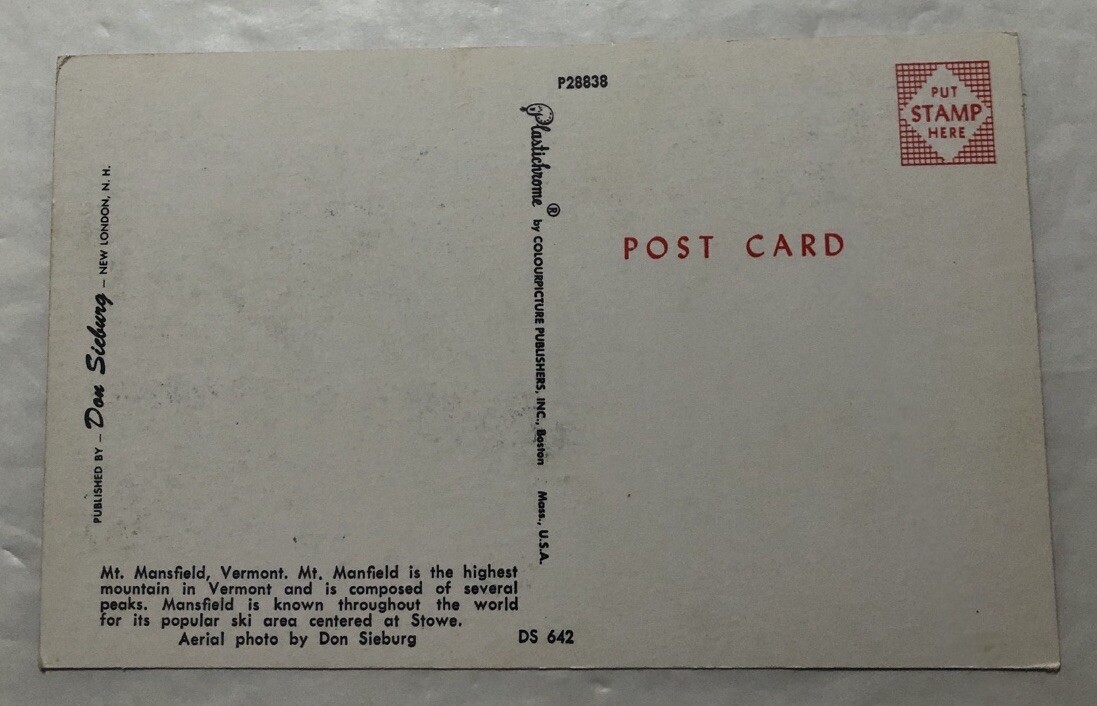 P28838
PUT
STAMP
HERE
POST CARD
PUBLISHED BY – Don Sieburg – NEW LONDON, N. H.
Plastichrome ® by COLOURPICTURE PUBLISHERS, INC., Boston Mass., U.S.A.
Mt. Mansfield, Vermont. Mt. Manfield is the highest
mountain in Vermont and is composed of several
peaks. Mansfield is known throughout the world
for its popular ski area centered at Stowe.
Aerial photo by Don Sieburg
DS 642